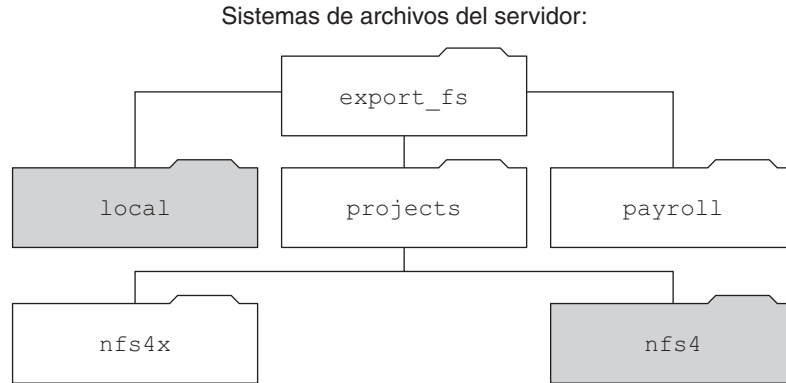 Sistemas de archivos del servidor:
export_fs
local
projects
payroll
nfs4x
nfs4